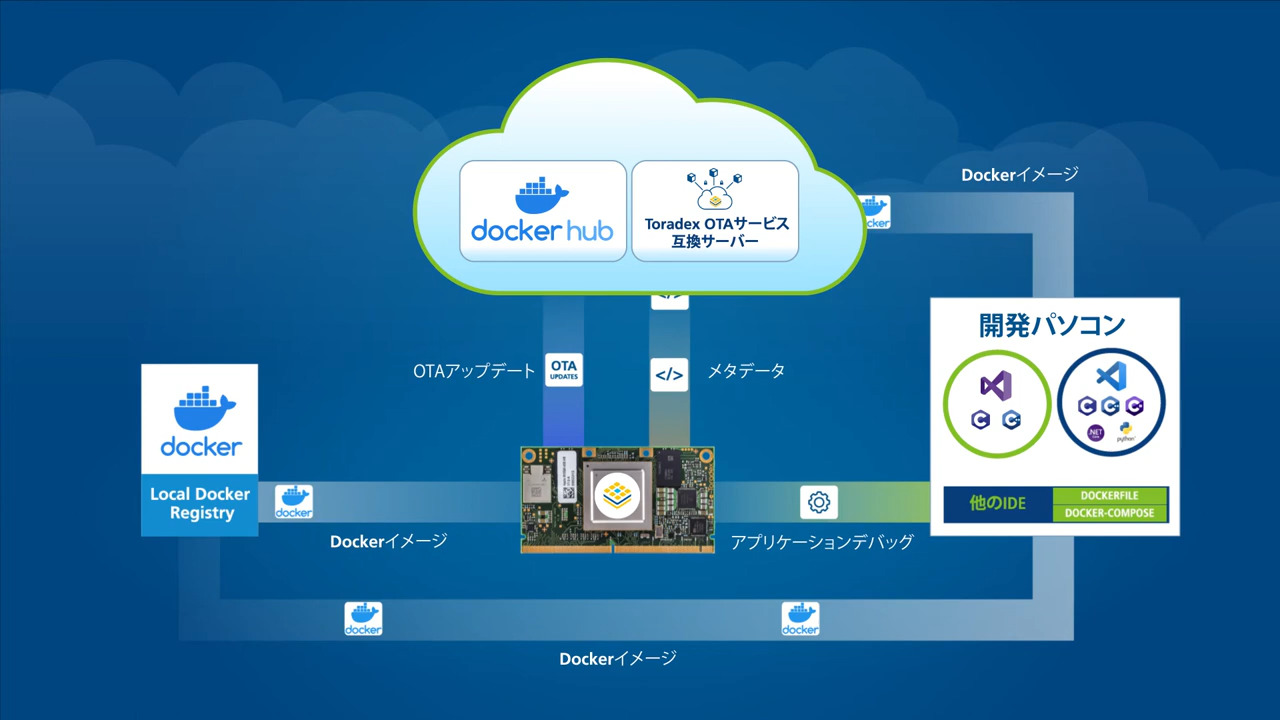 Dockerイメージ
docker hub
Toradex OTAサービス
互換サーバー
docker
</>
開発パソコン
OTAアップデート
OTA
UPDATES
</>
メタデータ
docker
Local Docker
Registry
docker
Dockerイメージ
アプリケーションデバッグ
C
C
C
C
C
.NET
python
他のIDE
DOCKERFILE
DOCKER-COMPOSE
docker
docker
Dockerイメージ